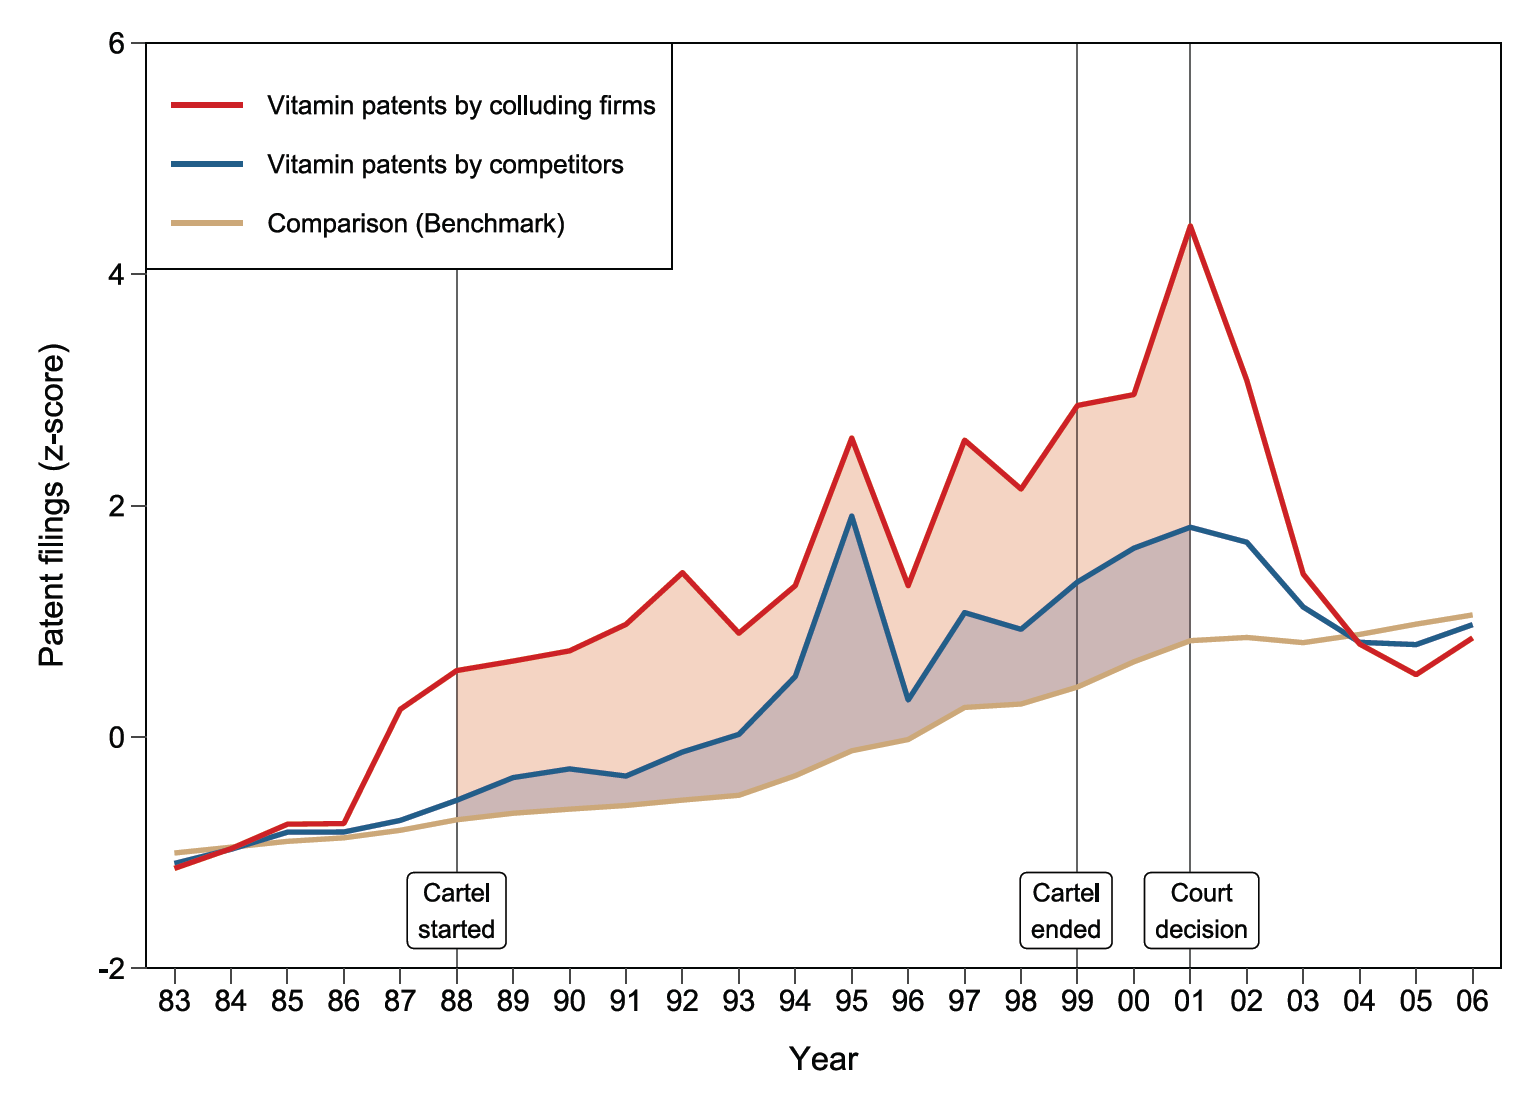 6
4
2
0
-2
Patent filings (z-score)
Vitamin patents by colluding firms
Vitamin patents by competitors
Comparison (Benchmark)
Cartel
started
Cartel
ended
Court
decision
83 84 85 86 87 88 89 90 91 92 93 94 95 96 97 98 99 00 01 02 03 04 05 06
Year